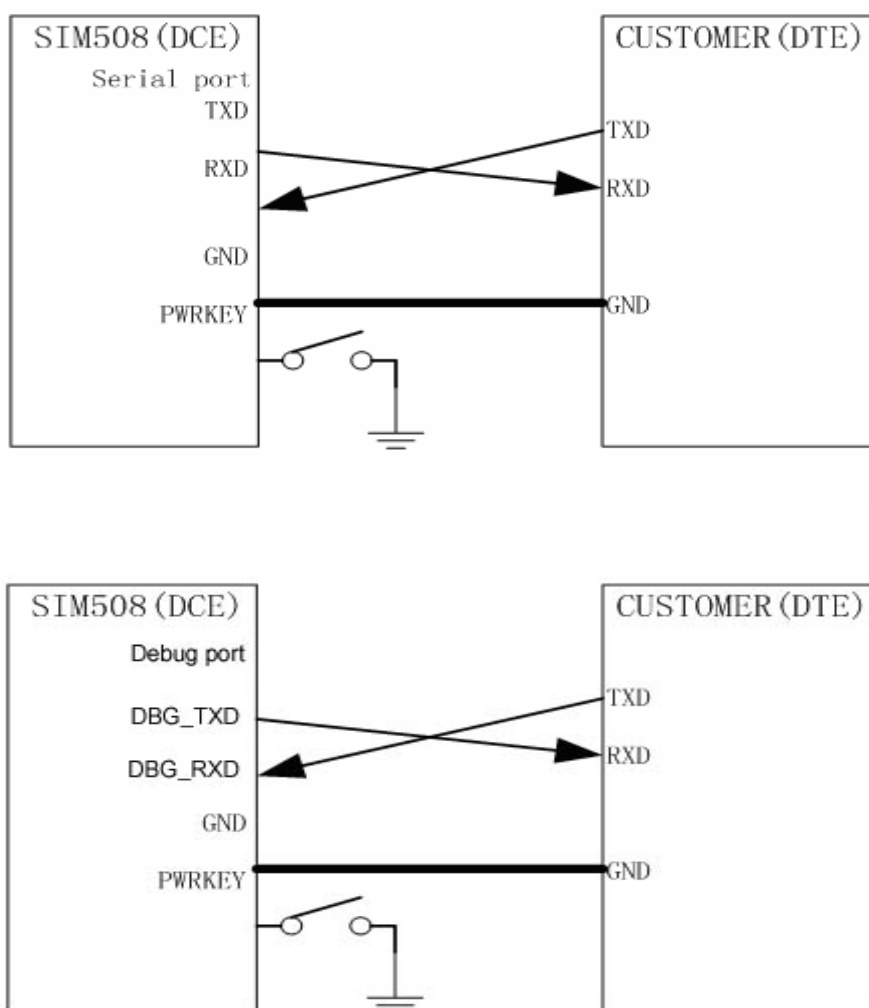 SIM508(DCE)
CUSTOMER(DTE)
Serial port
TXD
TXD
RXD
RXD
GND
GND
PWRKEY
SIM508(DCE)
CUSTOMER(DTE)
Debug port
TXD
DBG_TXD
RXD
DBG_RXD
GND
GND
PWRKEY